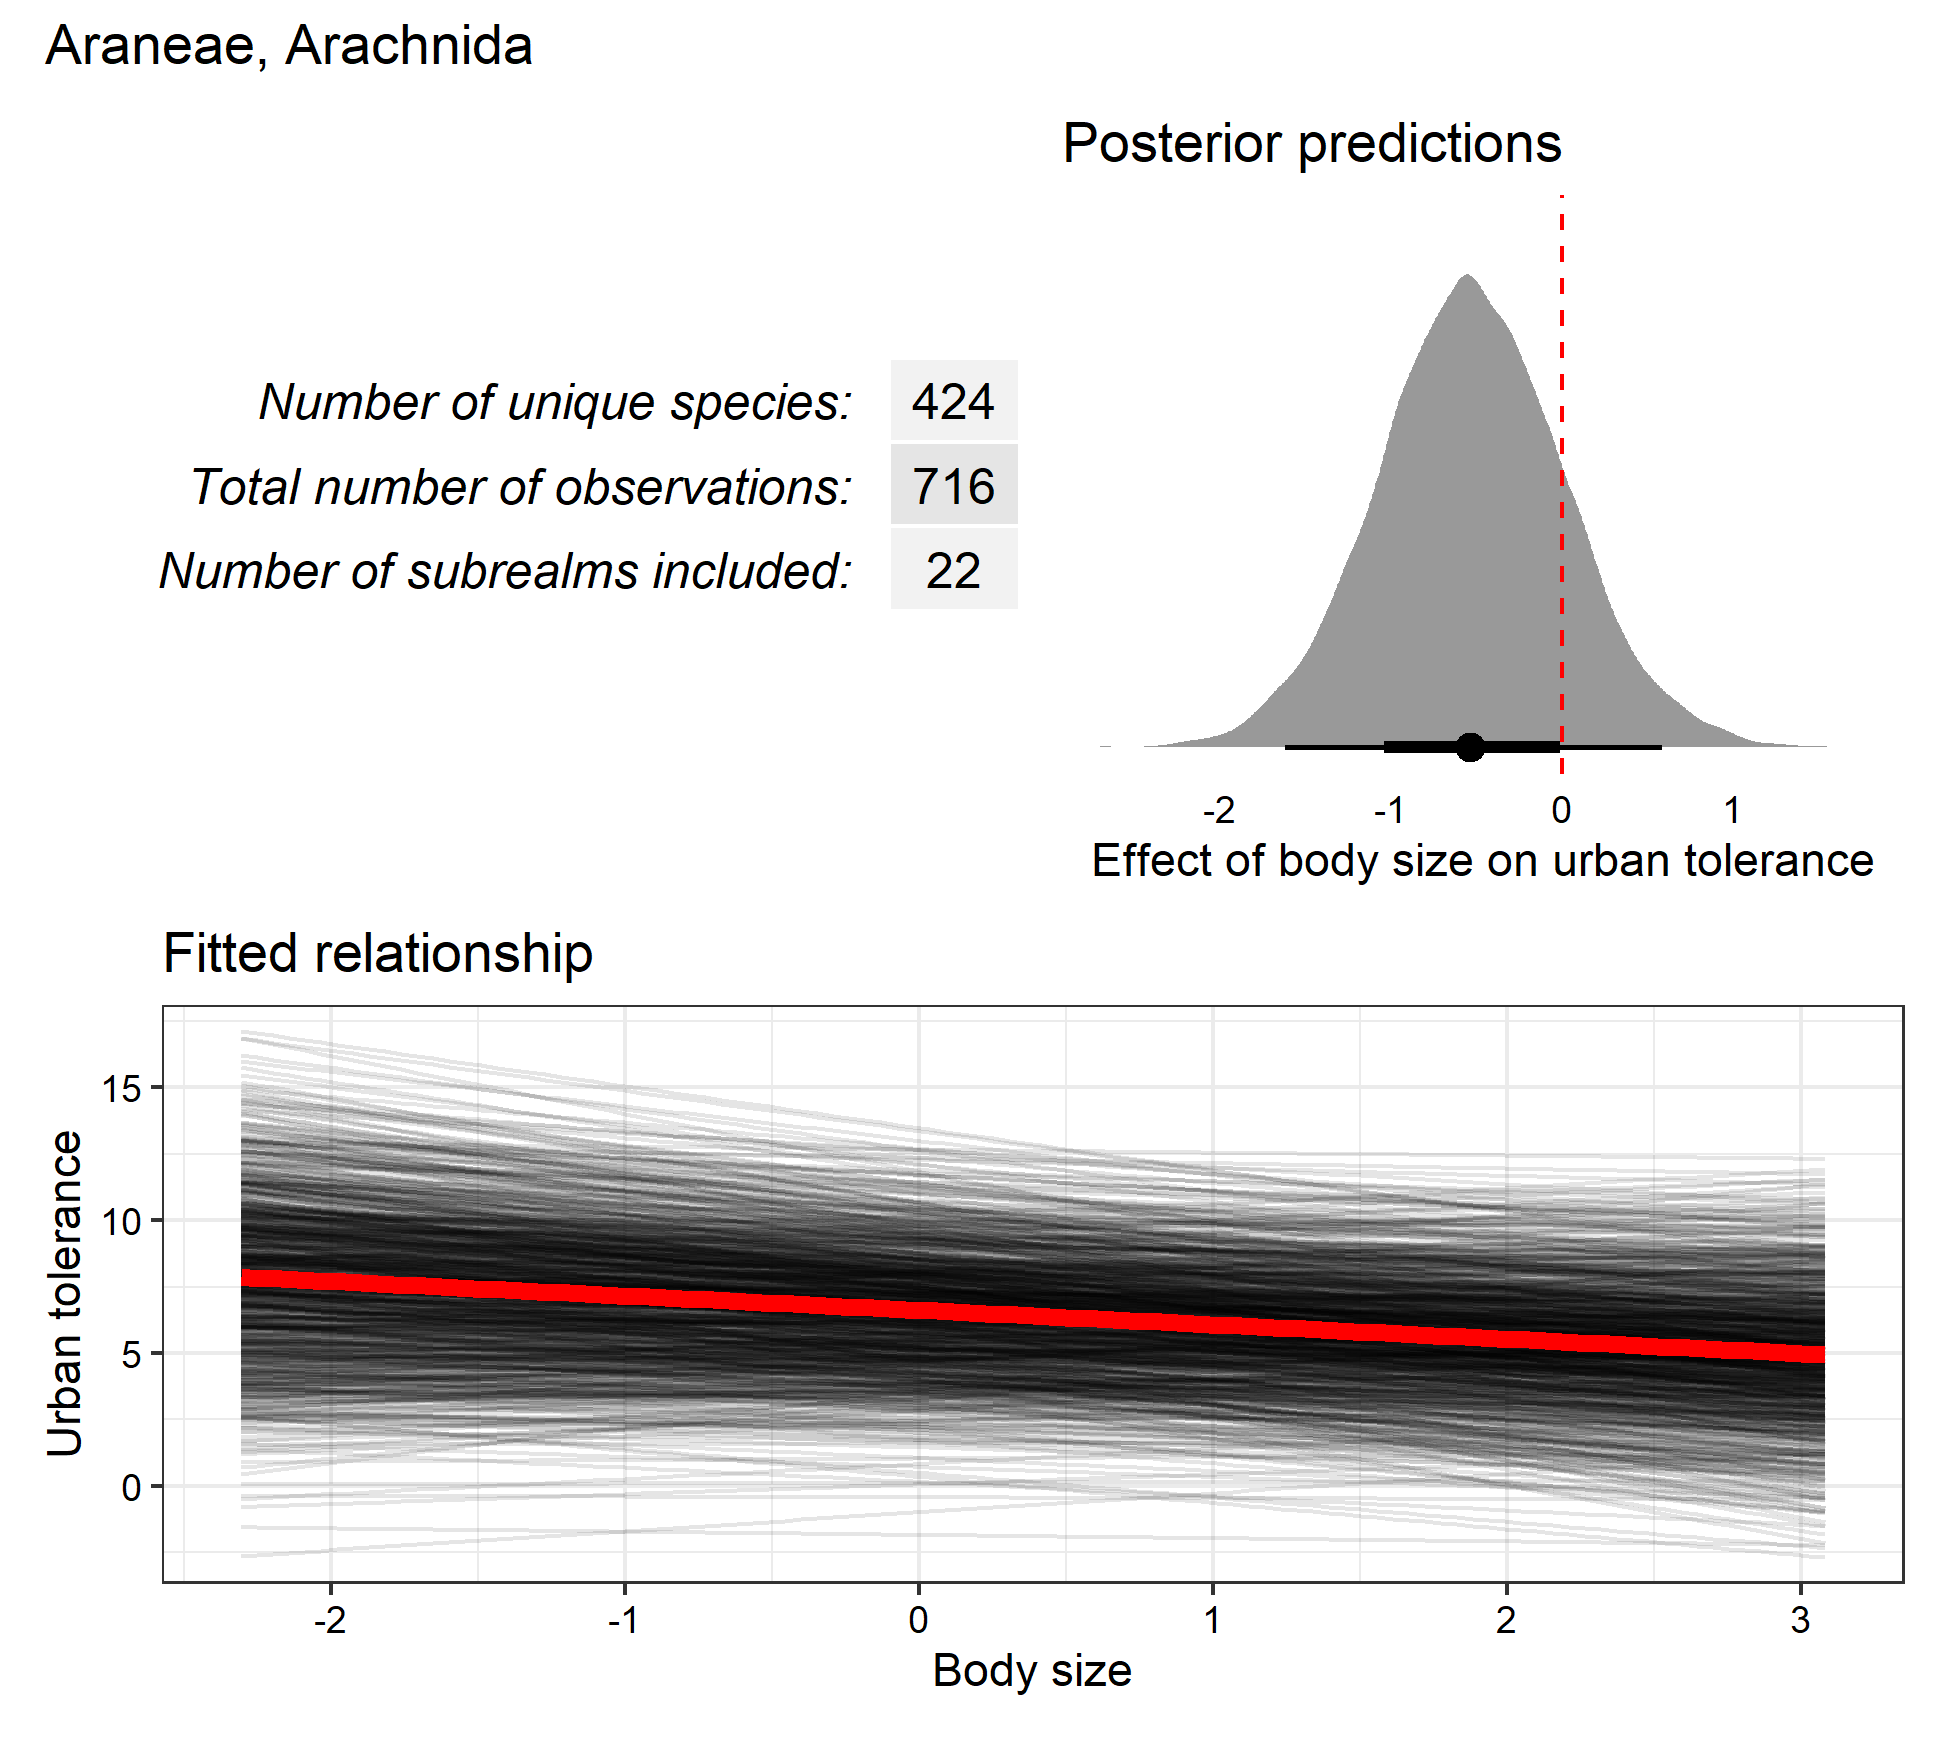 Araneae, Arachnida
Posterior predictions
Number of unique species: 424
Total number of observations: 716
Number of subrealms included: 22
-2 -1 0 1
Effect of body size on urban tolerance
Fitted relationship
Urban tolerance
15
10
5
0
-2 -1 0 1 2 3
Body size